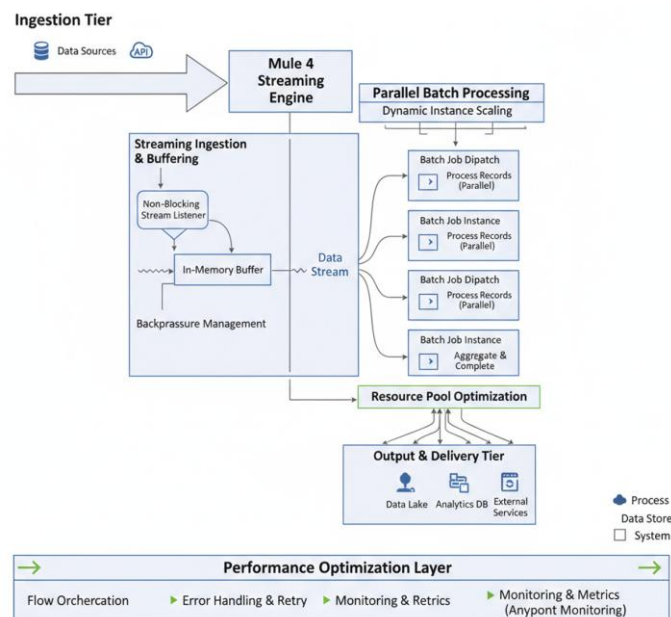 Ingestion Tier
Data Sources
API
Mule 4
Streaming
Engine
Parallel Batch Processing
Dynamic Instance Scaling
Streaming Ingestion
& Buffering
Non-Blocking
Stream Listener
In-Memory Buffer
Data
Stream
Backprassure Management
Batch Job Dipatch
Process Records
(Parallel)
Batch Job Instance
Process Records
(Parallel)
Batch Job Dipatch
Process Records
(Parallel)
Batch Job Instance
Aggregate &
Complete
Resource Pool Optimization
Output & Delivery Tier
Data Lake
Analytics DB
External
Services
Process
Data Store
System
Performance Optimization Layer
Flow Orchercation
Error Handling & Retry
Monitoring & Retrics
Monitoring & Metrics
(Anypont Monitoring)